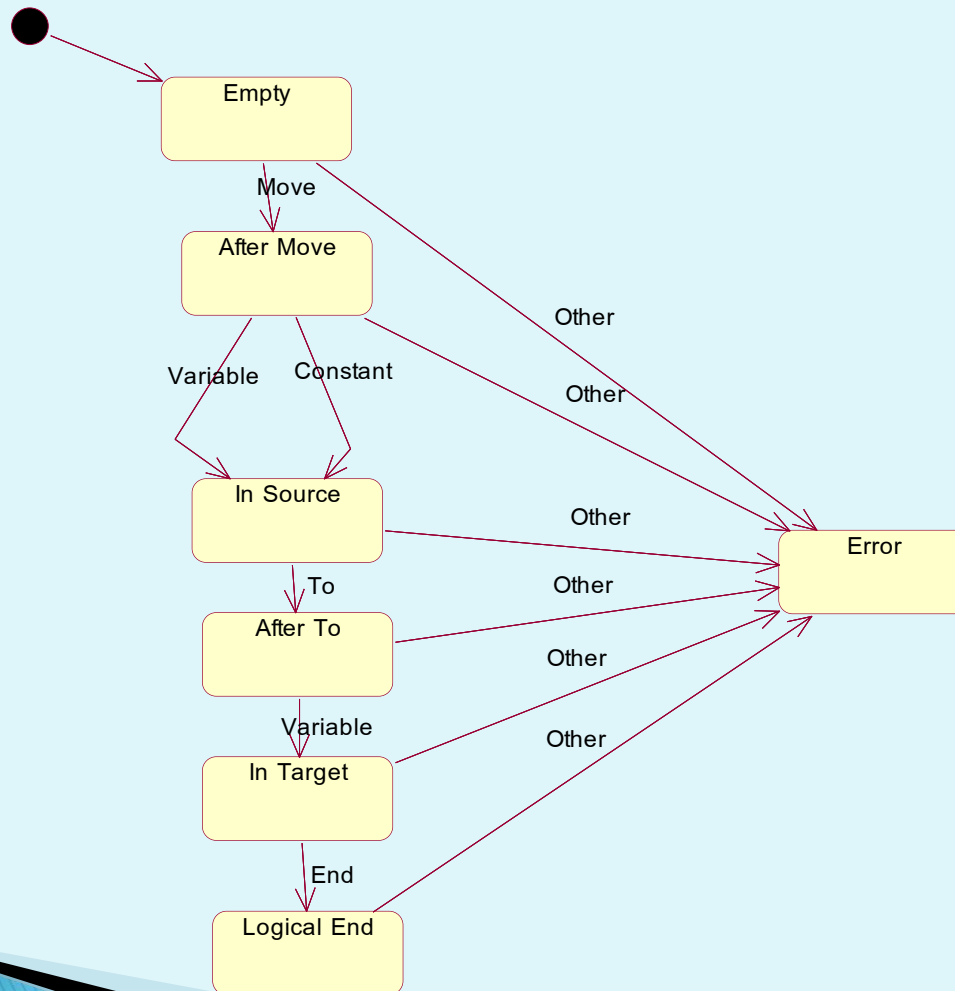 Empty
Move
After Move
Other
Variable
Constant
Other
In Source
Other
Error
To
Other
After To
Other
Variable
Other
In Target
End
Logical End